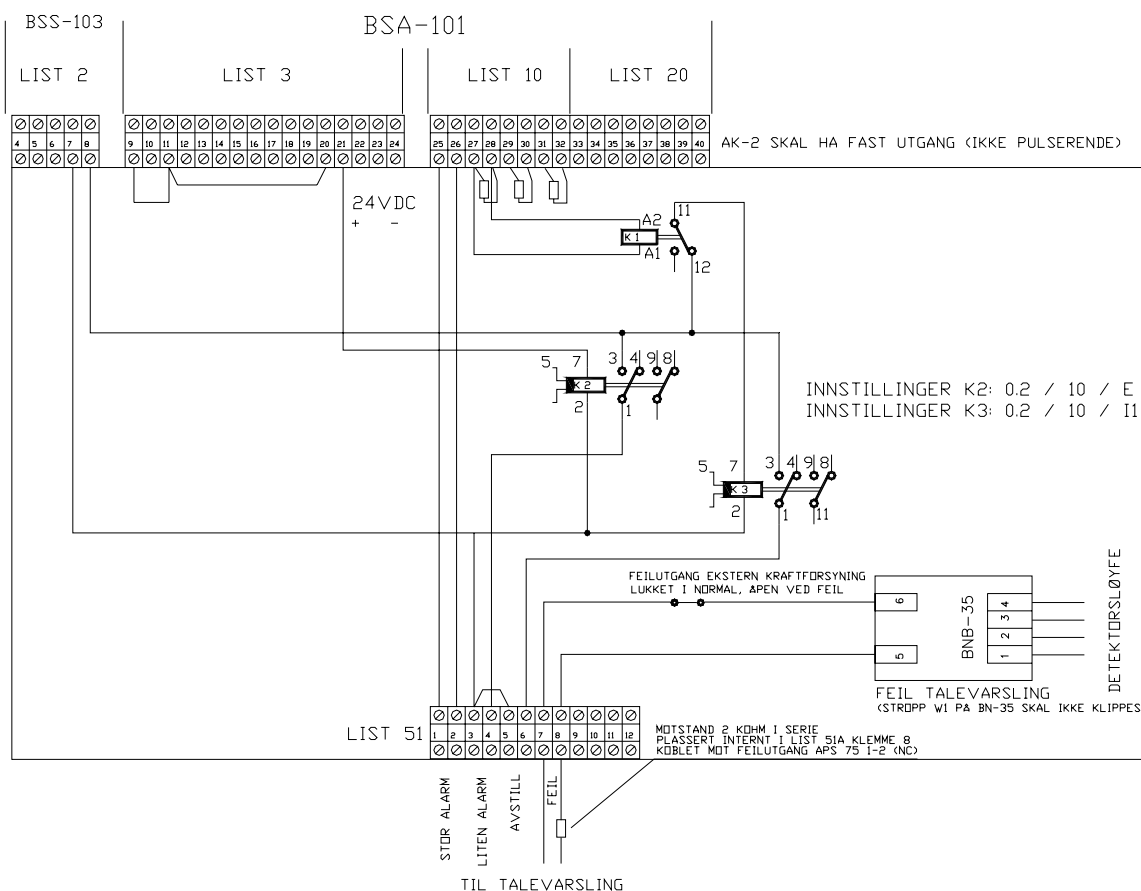 BSS-103
BSA-101
LIST 2
LIST 3
LIST 10
LIST 20
4 5 6 7 8
9 10 11 12 13 14 15 16 17 18 19 20 21 22 23 24
25 26 27 28 29 30 31 32 33 34 35 36 37 38 39 40
AK-2 SKAL HA FAST UTGANG (IKKE PULSERENDE)
24VDC
+ -
A2
11
K 1
A1
12
5 7
3 4 9 8
K 2
2
1
INNSTILLINGER K2: 0.2 / 10 / E
INNSTILLINGER K3: 0.2 / 10 / I1
5 7
3 4 9 8
K 3
2
1
11
FEILUTGANG EKSTERN KRAFTFORSYNING
LUKKET I NORMAL, APEN VED FEIL
6
5
BNB-35
4
3
2
1
DETEKTORSLØYFE
FEIL TALEVARSLING
(STROPP W1 PA BN-35 SKAL IKKE KLIPPES
LIST 51
1 2 3 4 5 6 7 8 9 10 11 12
MOTSTAND 2 KOHM I SERIE
PLASSERT INTERNT I LIST 51A KLEMME 8
KOBLET MOT FEILUTGANG APS 75 1-2 (NC)
STOR ALARM
LITEN ALARM
AVSTILL
FEIL
TIL TALEVARSLING